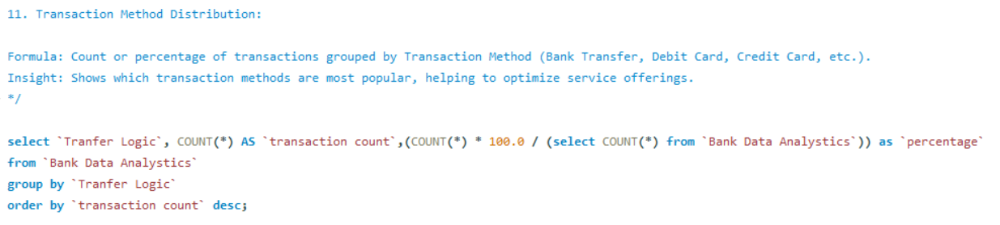 11. Transaction Method Distribution:
Formula: Count or percentage of transactions grouped by Transaction Method (Bank Transfer, Debit Card, Credit Card, etc.).
Insight: Shows which transaction methods are most popular, helping to optimize service offerings.
*/
select `Tranfer Logic`, COUNT(*) AS `transaction count`,(COUNT(*) * 100.0 / (select COUNT(*) from `Bank Data Analystics`)) as `percentage`
from `Bank Data Analystics`
group by `Tranfer Logic`
order by `transaction count` desc;